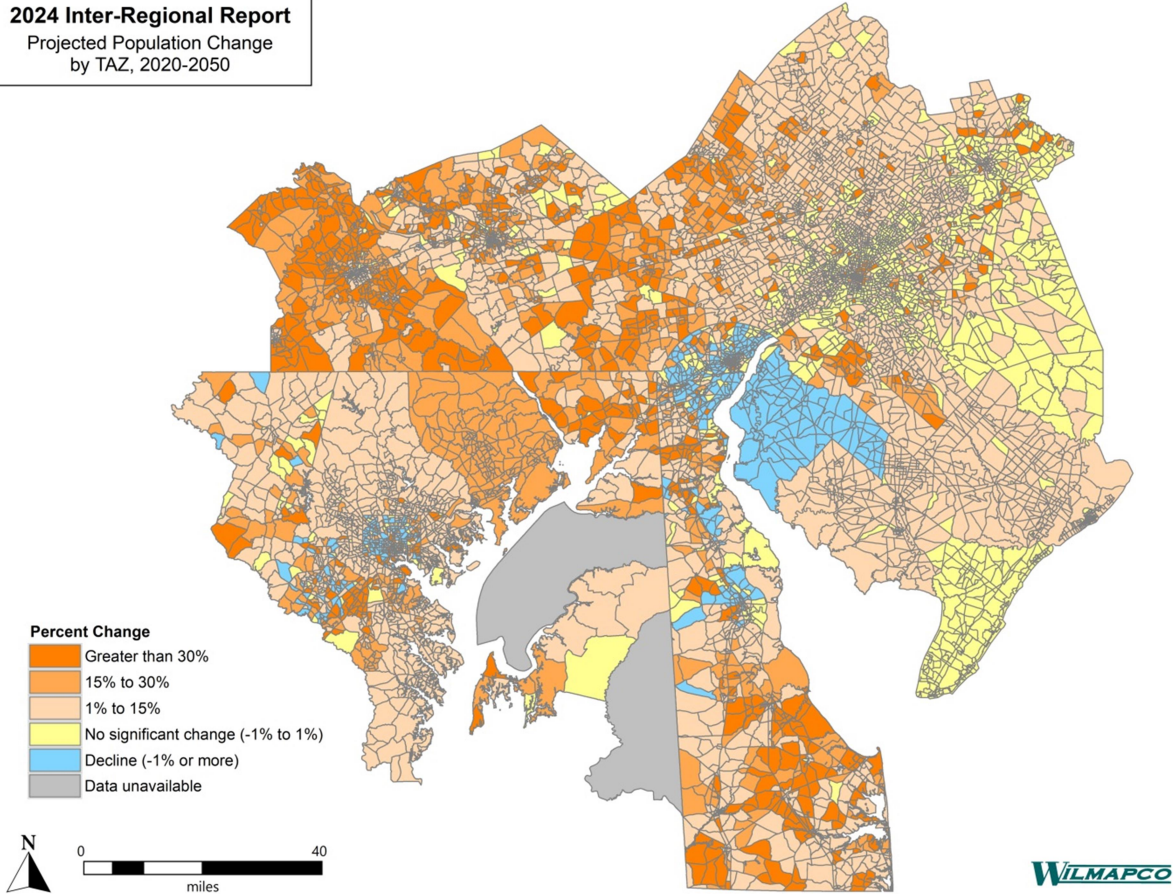 2024 Inter-Regional Report
Projected Population Change
by TAZ, 2020-2050
Percent Change
Greater than 30%
15% to 30%
1% to 15%
No significant change (-1% to 1%)
Decline (-1% or more)
Data unavailable
N
0 40
miles
WILMAPCO